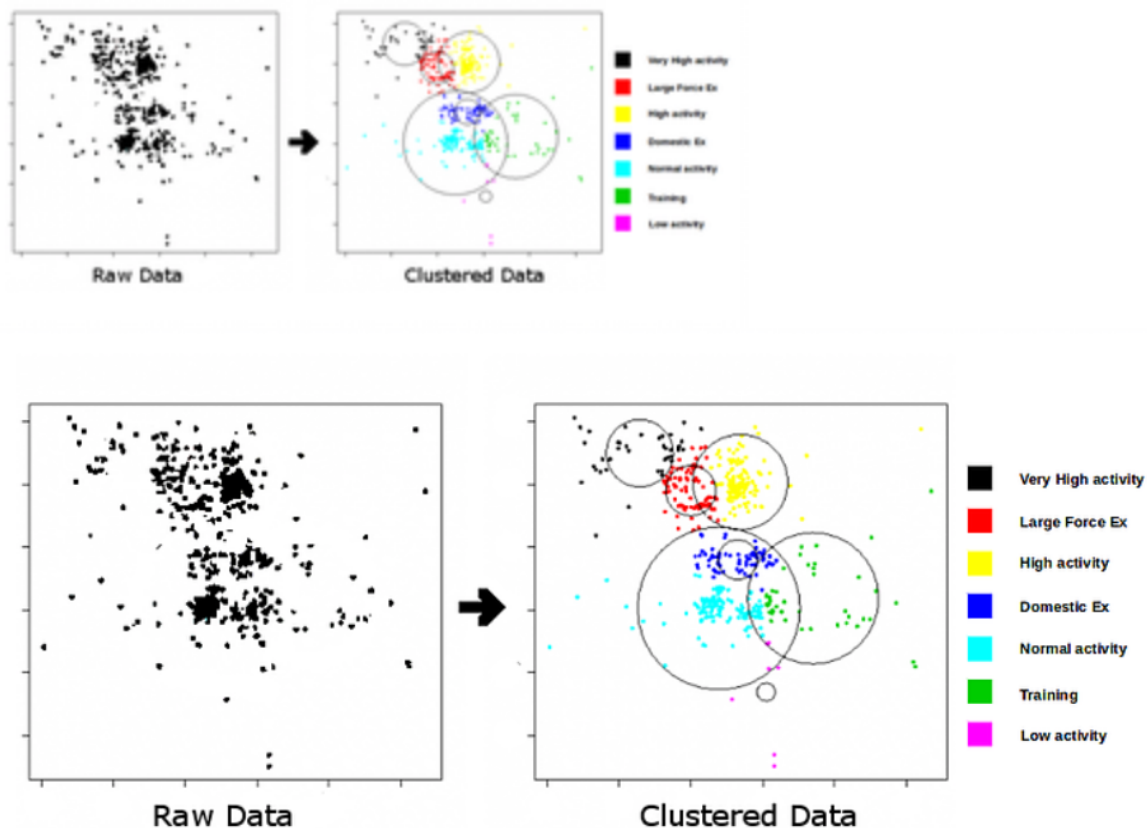 Very High activity
Large Force Ex
High activity
Domestic Ex
Normal activity
Training
Low activity
Raw Data
Clustered Data
Very High activity
Large Force Ex
High activity
Domestic Ex
Normal activity
Training
Low activity
Raw Data
Clustered Data